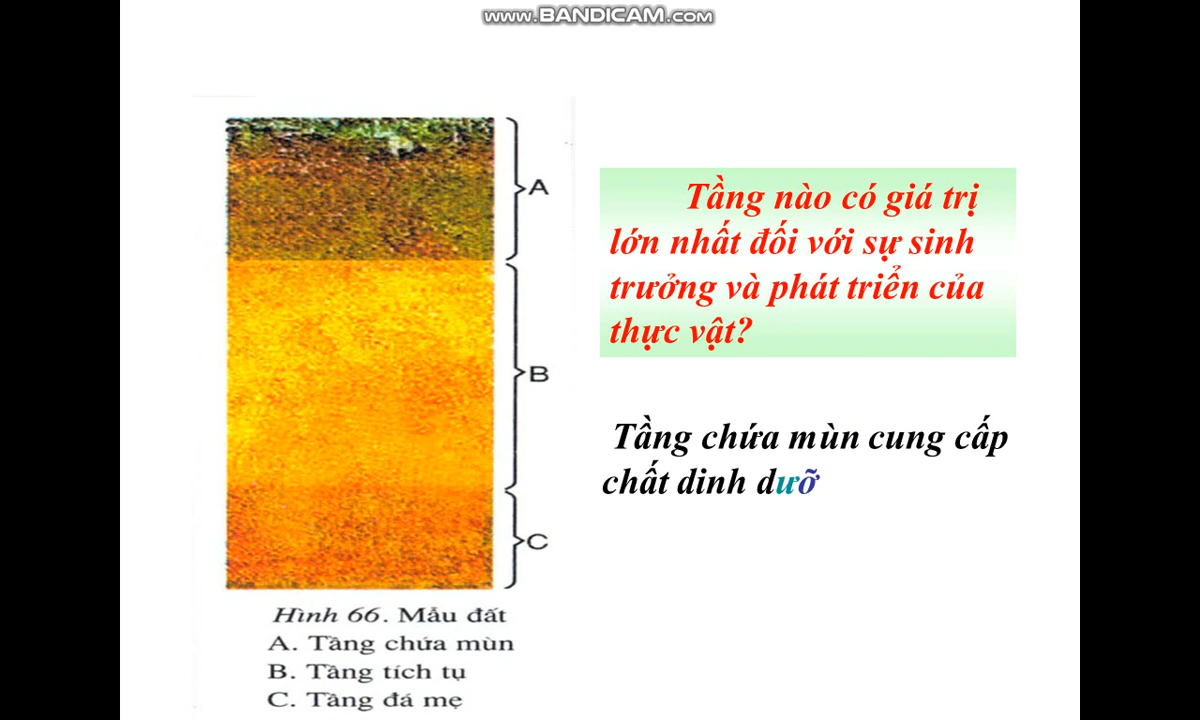 www.BANDICAM.com
A
Tầng nào có giá trị
lớn nhất đối với sự sinh
trưởng và phát triển của
thực vật?
B
Tầng chứa mùn cung cấp
chất dinh dưỡ
C
Hình 66. Mẫu đất
A. Tầng chứa mùn
B. Tầng tích tụ
C. Tầng đá mẹ